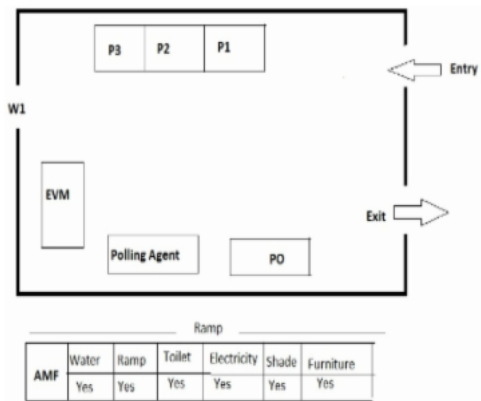 P3 P2 P1
Entry
W1
EVM
Exit
Polling Agent PO
Ramp
AMF Water Ramp Toilet Electricity Shade Furniture
Yes Yes Yes Yes Yes Yes